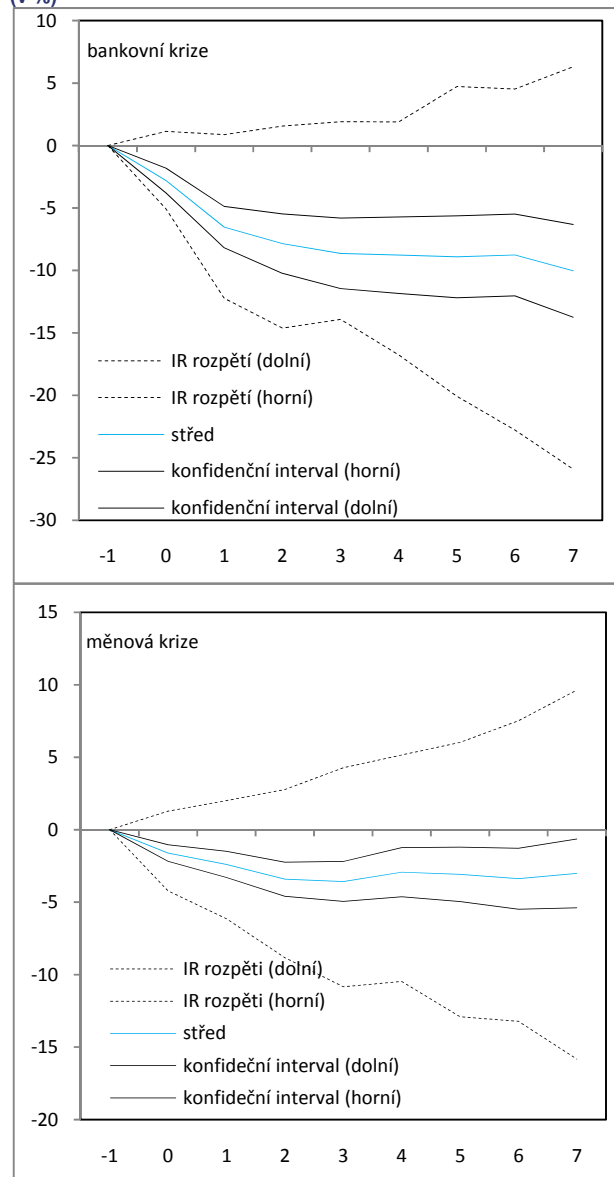 (v %)
10
bankovní krize
5
0
-5
-10
-15
IR rozpětí (dolní)
IR rozpětí (horní)
-20
střed
-25
konfidenční interval (horní)
konfidenční interval (dolní)
-30
-1 0 1 2 3 4 5 6 7
15
měnová krize
10
5
0
-5
-10
IR rozpěti (dolní)
IR rozpěti (horní)
střed
-15
konfideční interval (dolní)
konfideční interval (horní)
-20
-1 0 1 2 3 4 5 6 7